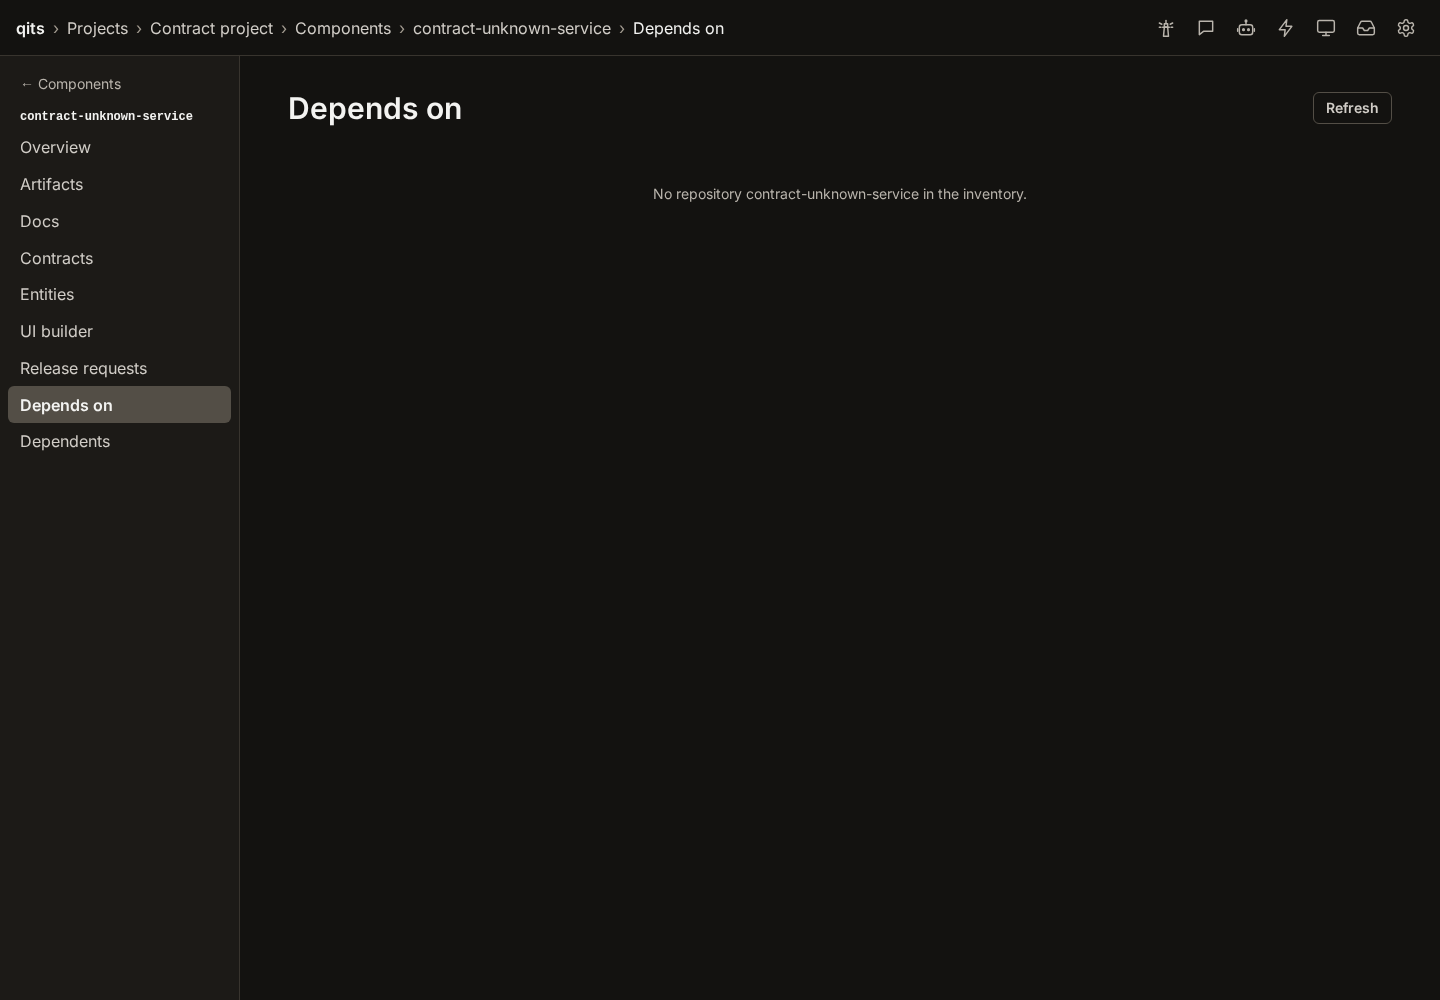 qits › Projects › Contract project › Components › contract-unknown-service › Depends on
← Components
contract-unknown-service
Overview
Artifacts
Docs
Contracts
Entities
UI builder
Release requests
Depends on
Dependents
Depends on
Refresh
No repository contract-unknown-service in the inventory.